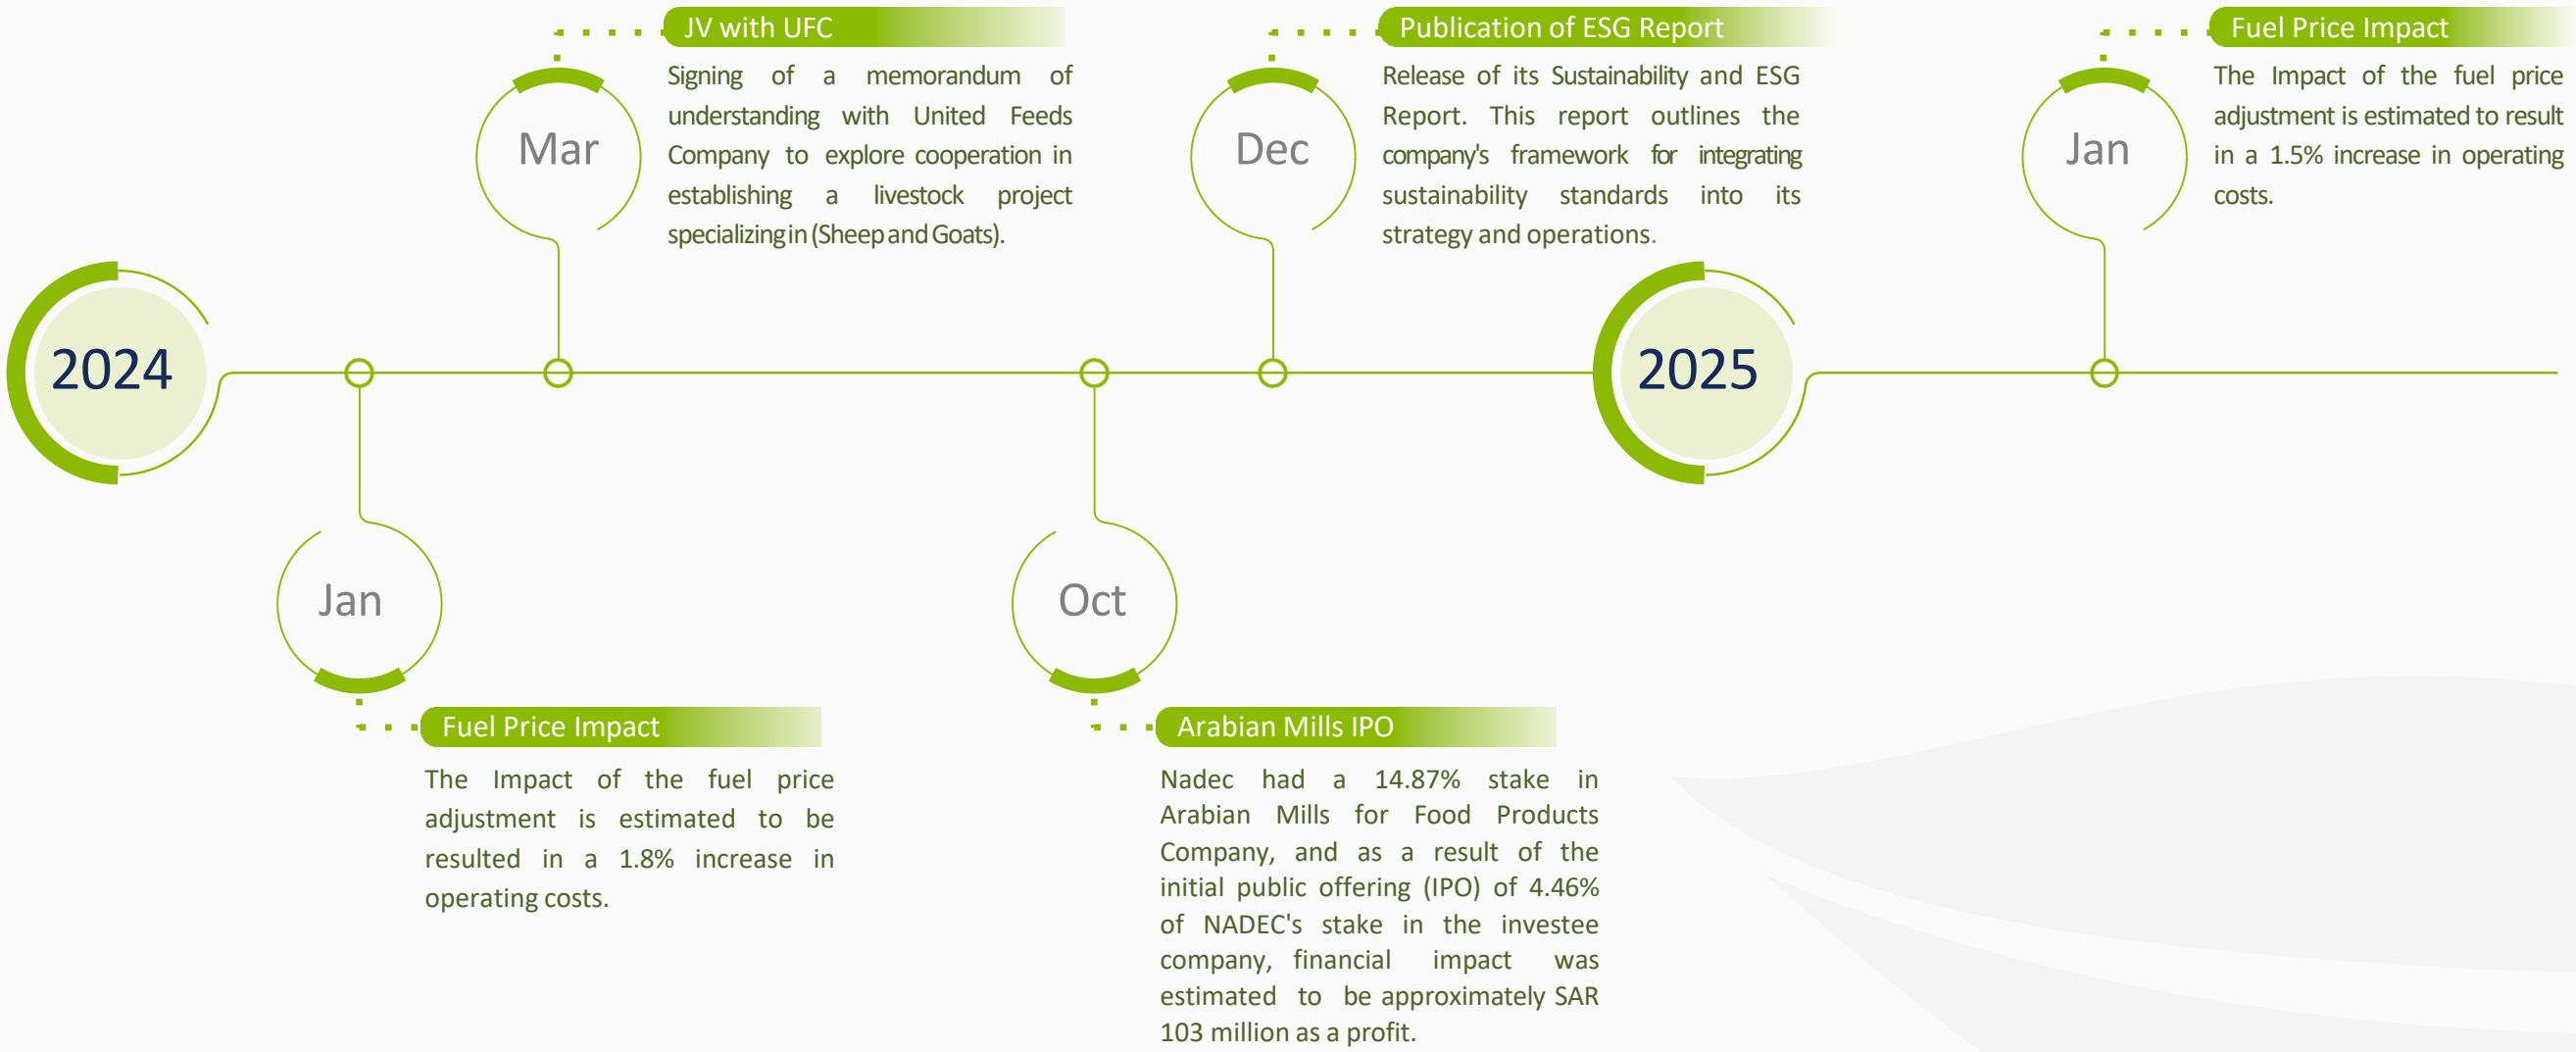 2024
Jan
Fuel Price Impact
The Impact of the fuel price
adjustment is estimated to be
resulted in a 1.8% increase in
operating costs.
Mar
JV with UFC
Signing of a memorandum of
understanding with United Feeds
Company to explore cooperation in
establishing a livestock project
specializing in (Sheep and Goats).
Oct
Arabian Mills IPO
Nadec had a 14.87% stake in
Arabian Mills for Food Products
Company, and as a result of the
initial public offering (IPO) of 4.46%
of NADEC's stake in the investee
company, financial impact was
estimated to be approximately SAR
103 million as a profit.
Dec
Publication of ESG Report
Release of its Sustainability and ESG
Report. This report outlines the
company's framework for integrating
sustainability standards into its
strategy and operations.
2025
Jan
Fuel Price Impact
The Impact of the fuel price
adjustment is estimated to result
in a 1.5% increase in operating
costs.